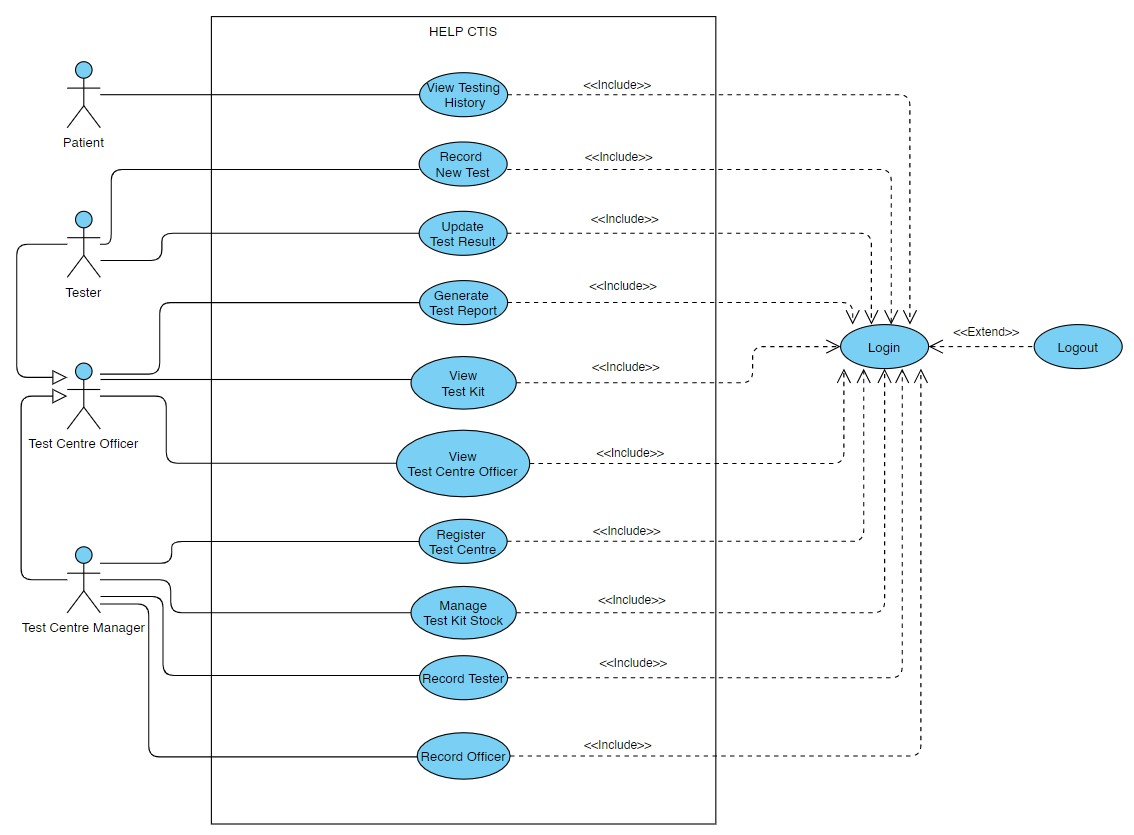 HELP CTIS
View Testing
History
<<Include>>
Patient
Record
New Test
<<Include>>
Update
Test Result
<<Include>>
Tester
Generate
Test Report
<<Include>>
Login
<<Extend>>
Logout
View
Test Kit
<<Include>>
Test Centre Officer
View
Test Centre Officer
<<Include>>
Register
Test Centre
<<Include>>
Manage
Test Kit Stock
<<Include>>
Test Centre Manager
Record Tester
<<Include>>
Record Officer
<<Include>>